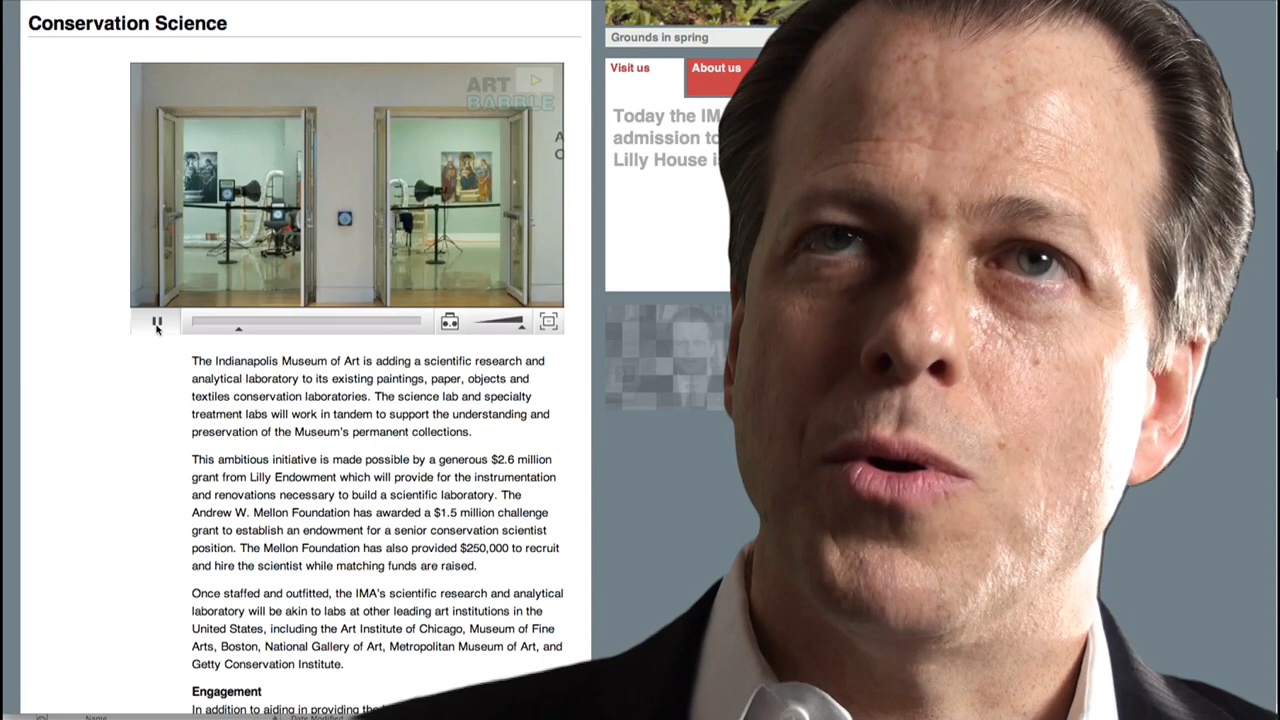 Conservation Science
ART
BABBLE
A
The Indianapolis Museum of Art is adding a scientific research and
analytical laboratory to its existing paintings, paper, objects and
textiles conservation laboratories. The science lab and specialty
treatment labs will work in tandem to support the understanding and
preservation of the Museum's permanent collections.
This ambitious initiative is made possible by a generous $2.6 million
grant from Lilly Endowment which will provide for the instrumentation
and renovations necessary to build a scientific laboratory. The
Andrew W. Mellon Foundation has awarded a $1.5 million challenge
grant to establish an endowment for a senior conservation scientist
position. The Mellon Foundation has also provided $250,000 to recruit
and hire the scientist while matching funds are raised.
Once staffed and outfitted, the IMA's scientific research and analytical
laboratory will be akin to labs at other leading art institutions in the
United States, including the Art Institute of Chicago, Museum of Fine
Arts, Boston, National Gallery of Art, Metropolitan Museum of Art, and
Getty Conservation Institute.
Engagement
In addition to aiding in providing the
Name Date Modified
Grounds in spring
Visit us About us
Today the IM
admission to
Lilly House i